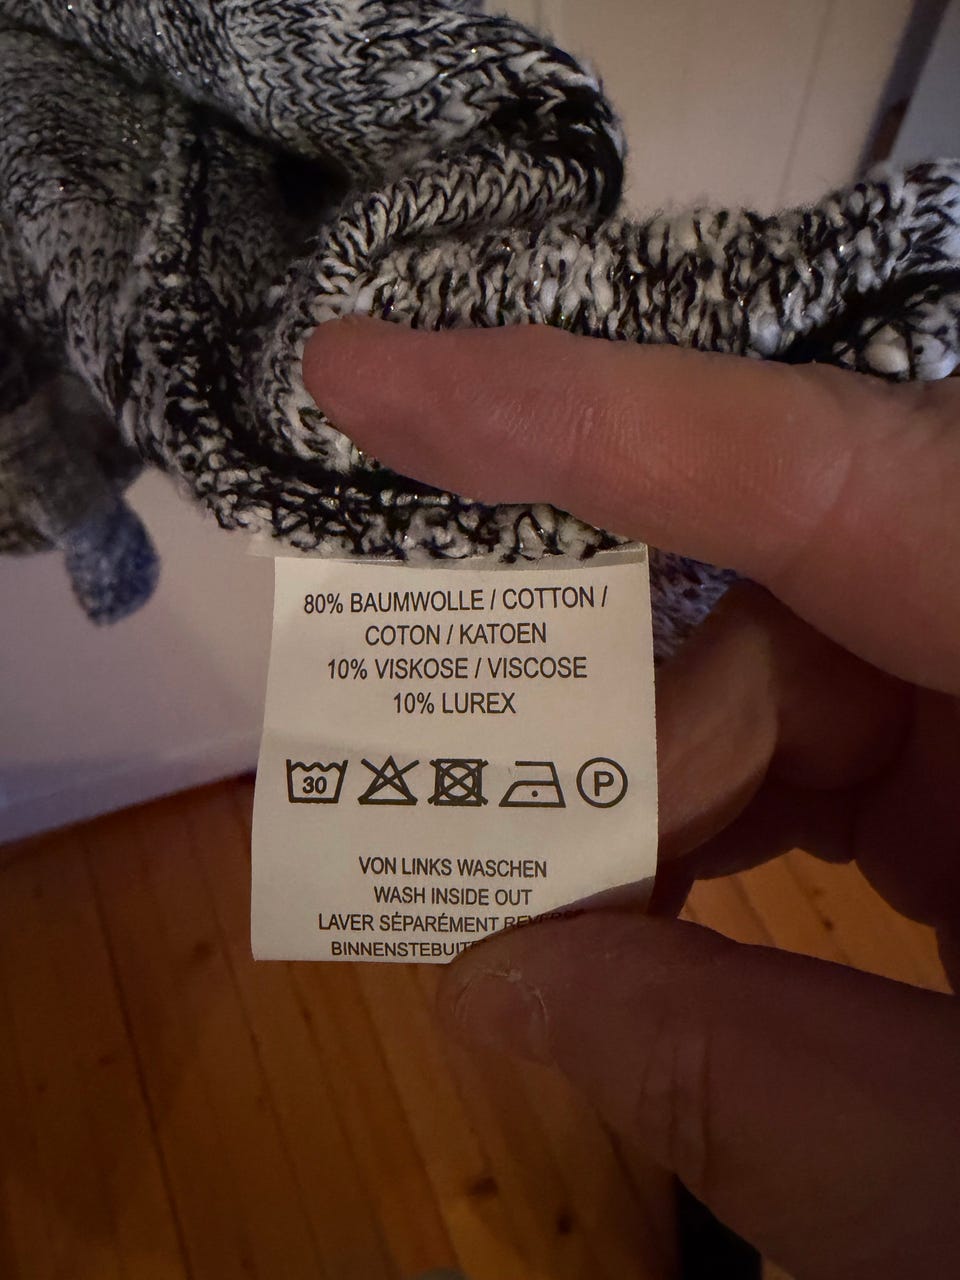 80% BAUMWOLLE / COTTON /
COTON / KATOEN
10% VISKOSE / VISCOSE
10% LUREX
30
P
VON LINKS WASCHEN
WASH INSIDE OUT
LAVER SÉPARÉMENT